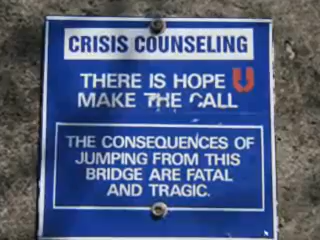 CRISIS COUNSELING
THERE IS HOPE
MAKE THE CALL
THE CONSEQUENCES OF
JUMPING FROM THIS
BRIDGE ARE FATAL
AND TRAGIC.